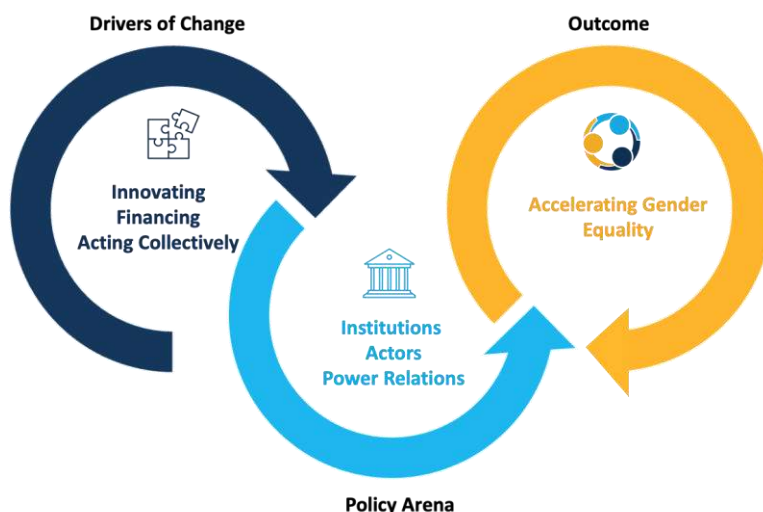 Drivers of Change
Innovating
Financing
Acting Collectively
Institutions
Actors
Power Relations
Policy Arena
Outcome
Accelerating Gender
Equality